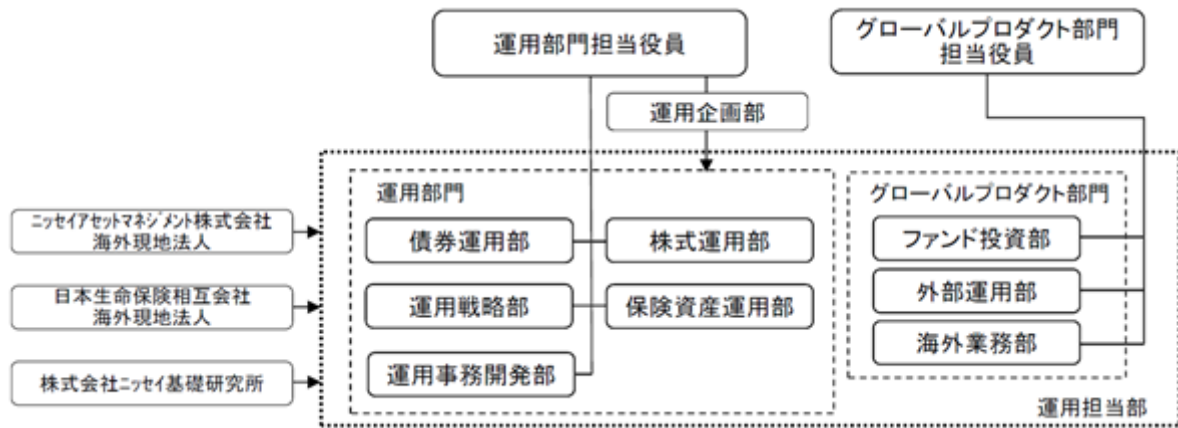 運用部門担当役員
グローバルプロダクト部門
担当役員
運用企画部
運用部門
グローバルプロダクト部門
ニッセイアセットマネジメント株式会社
海外現地法人
債券運用部
株式運用部
ファンド投資部
日本生命保険相互会社
海外現地法人
運用戦略部
保険資産運用部
外部運用部
海外業務部
株式会社ニッセイ基礎研究所
運用事務開発部
運用担当部